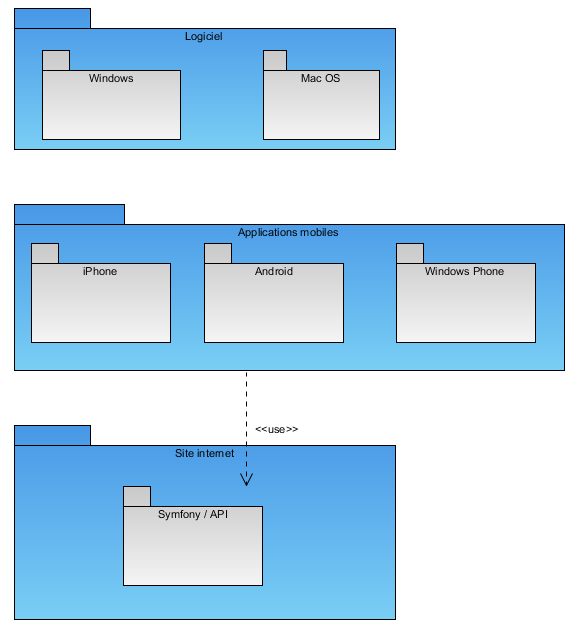 Logiciel
Windows
Mac OS
Applications mobiles
iPhone
Android
Windows Phone
<<use>>
Site internet
Symfony / API